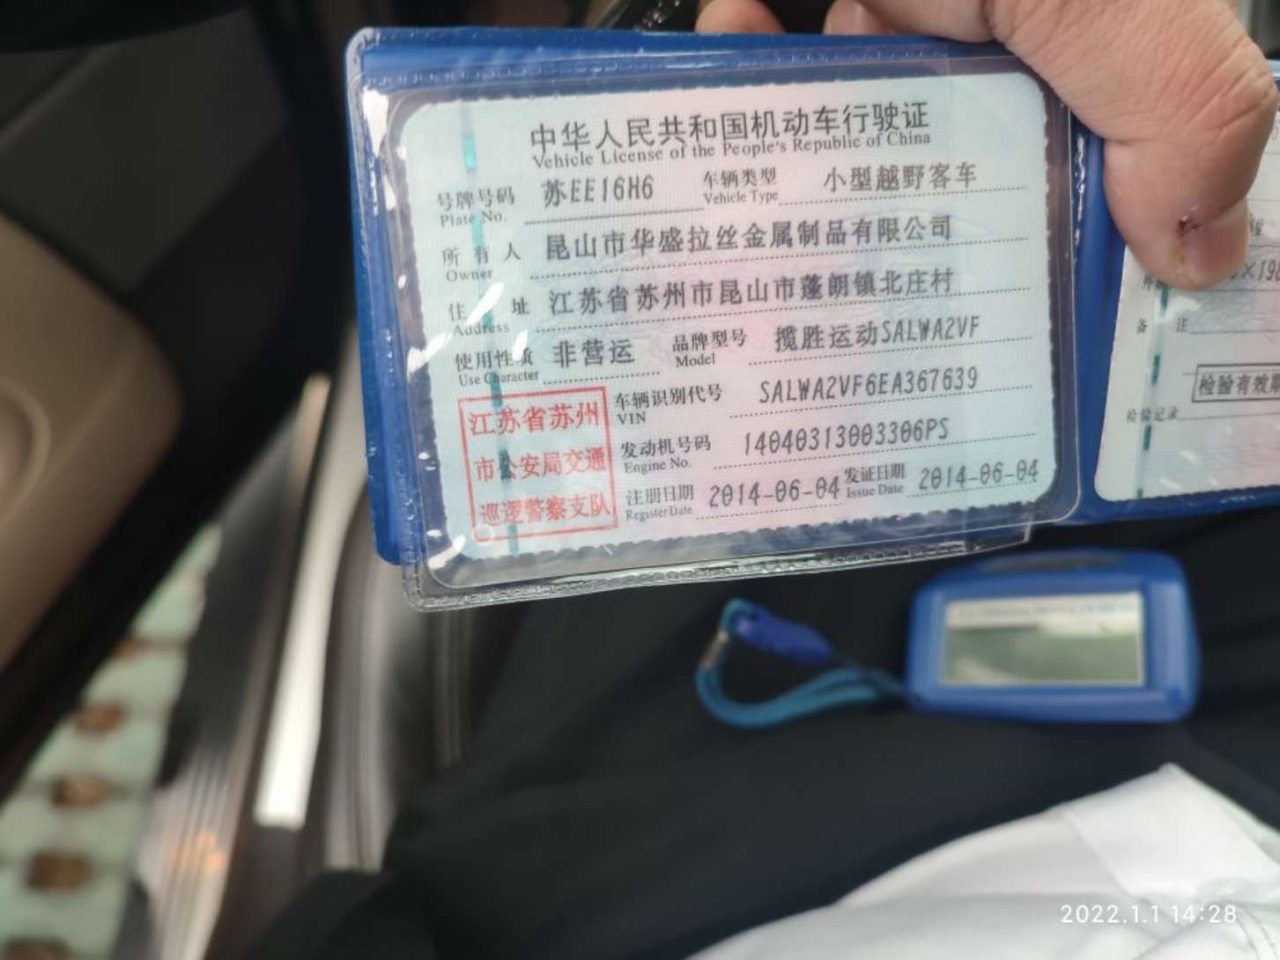 中华人民共和国机动车行驶证
Vehicle License of the People's Republic of China
号牌号码 苏EE16H6 车辆类型 小型越野客车
Plate No. Vehicle Type
所有人 昆山市华盛拉丝金属制品有限公司
Owner
住址 江苏省苏州市昆山市蓬朗镇北庄村
Address
使用性质 非营运 品牌型号 揽胜运动SALWA2VF
Use Character Model
江苏省苏州
市公安局交通
巡逻警察支队
车辆识别代号 SALWA2VF6EA367639
VIN
发动机号码 14040313003306PS
Engine No.
注册日期 2014-06-04 发证日期 2014-06-04
Register Date Issue Date
备注
检验有效期
检验记录
2022.1.1 14:28